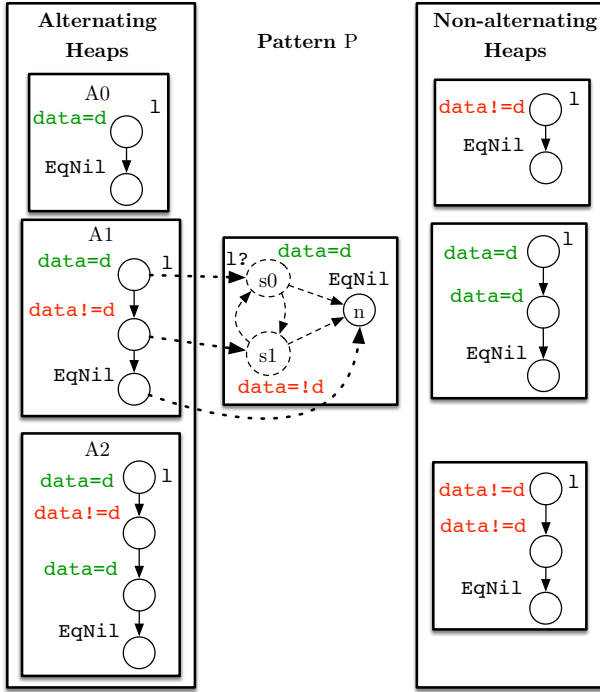 Alternating
Heaps
A0
l
data=d
EqNil
A1
l
data=d
data!=d
EqNil
A2
l
data=d
data!=d
data=d
EqNil
Pattern P
data=d
l?
s0
EqNil
n
s1
data=!d
Non-alternating
Heaps
l
data!=d
EqNil
l
data=d
data=d
EqNil
l
data!=d
data!=d
EqNil